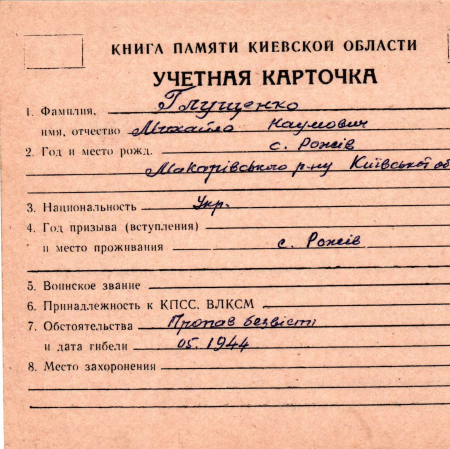 КНИГА ПАМЯТИ КИЕВСКОЙ ОБЛАСТИ
УЧЕТНАЯ КАРТОЧКА
1. Фамилия, Глущенко
имя, отчество Михайло Наумович
2. Год и место рожд. с. Рожів
Макарівського р-ну Київської об
3. Национальность Укр.
4. Год призыва (вступления)
и место проживания с. Рожів
5. Воинское звание
6. Принадлежность к КПСС. ВЛКСМ
7. Обстоятельства Пропав безвісті
и дата гибели 05.1944
8. Место захоронения